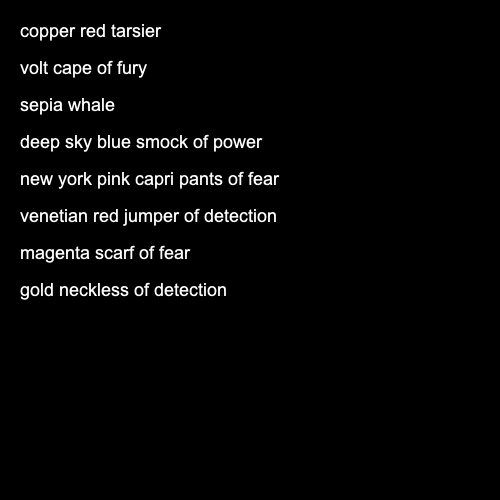 copper red tarsier
volt cape of fury
sepia whale
deep sky blue smock of power
new york pink capri pants of fear
venetian red jumper of detection
magenta scarf of fear
gold neckless of detection